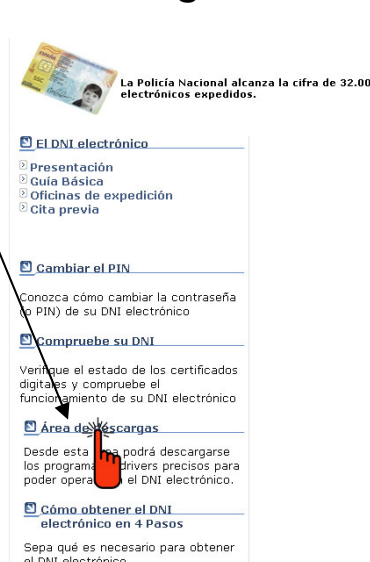 La Policía Nacional alcanza la cifra de 32.00
electrónicos expedidos.
El DNI electrónico
Presentación
Guía Básica
Oficinas de expedición
Cita previa
Cambiar el PIN
Conozca cómo cambiar la contraseña
(o PIN) de su DNI electrónico
Compruebe su DNI
Verifique el estado de los certificados
digitales y compruebe el
funcionamiento de su DNI electrónico
Área de descargas
Desde esta podrá descargarse
los programas drivers precisos para
poder operar el DNI electrónico.
Cómo obtener el DNI
electrónico en 4 Pasos
Sepa qué es necesario para obtener
el DNI electrónico